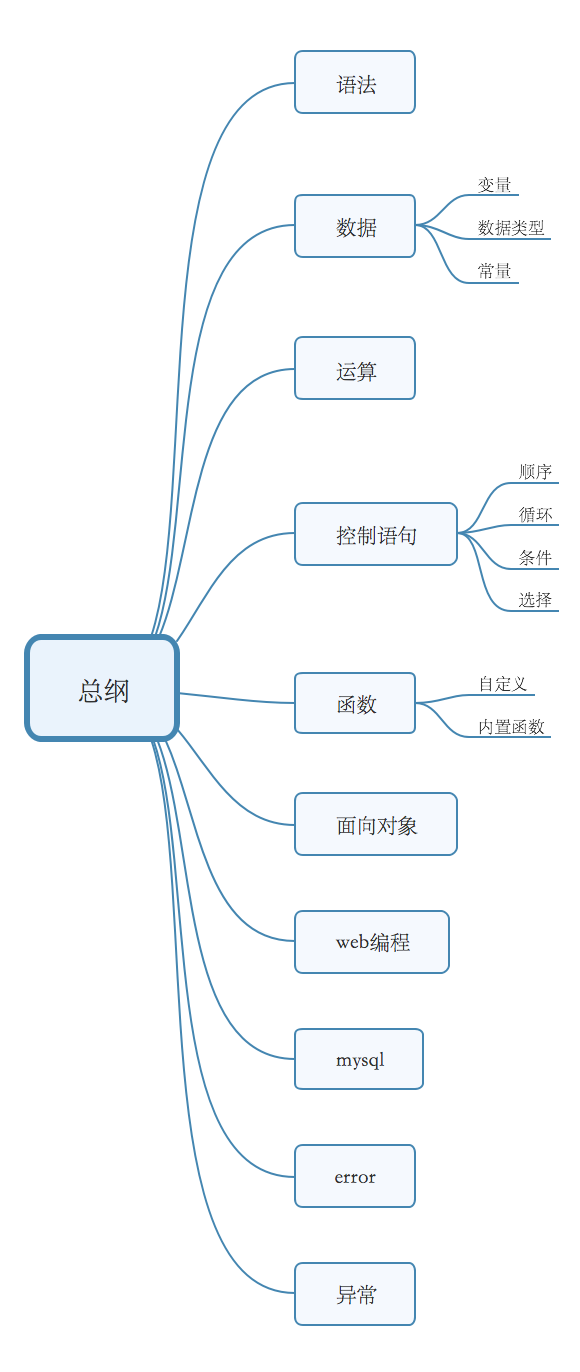 语法
数据
变量
数据类型
常量
运算
控制语句
顺序
循环
条件
选择
总纲
函数
自定义
内置函数
面向对象
web编程
mysql
error
异常